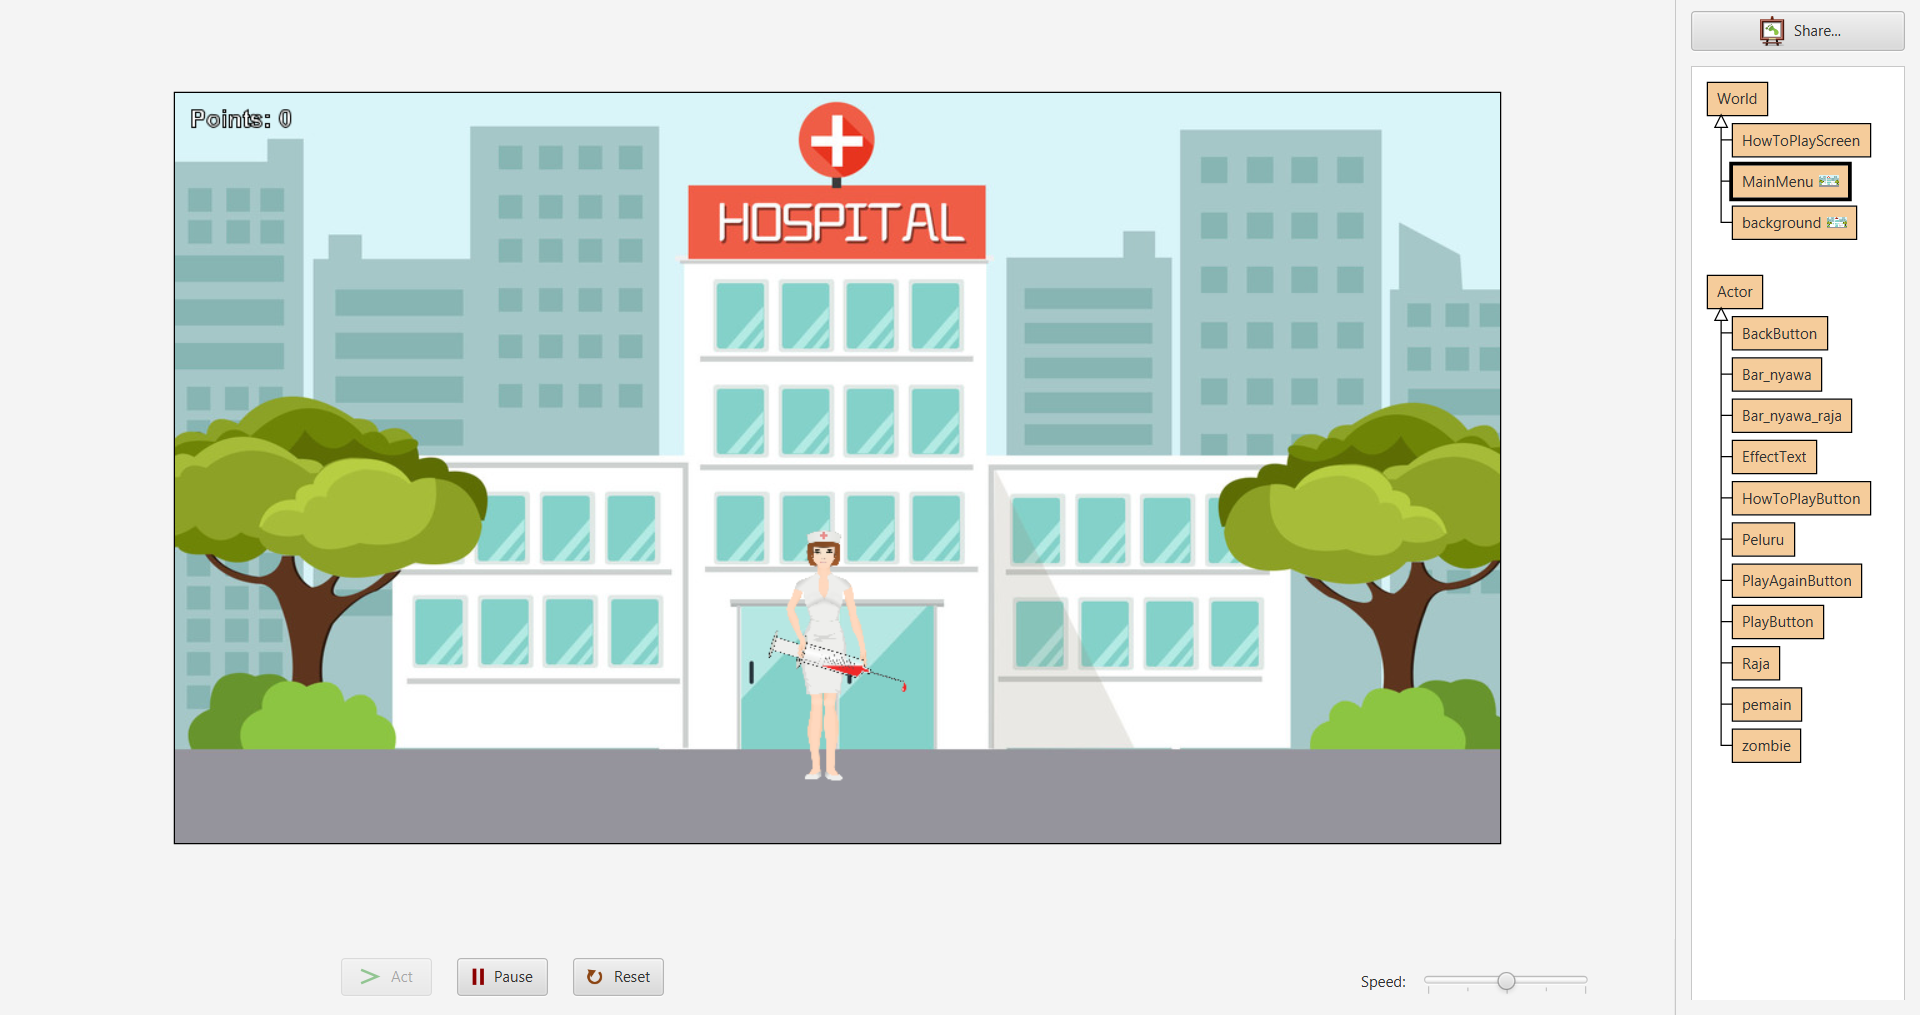 Share...
Points: 0
HOSPITAL
World
HowToPlayScreen
MainMenu
background
Actor
BackButton
Bar_nyawa
Bar_nyawa_raja
EffectText
HowToPlayButton
Peluru
PlayAgainButton
PlayButton
Raja
pemain
zombie
Act
Pause
Reset
Speed: